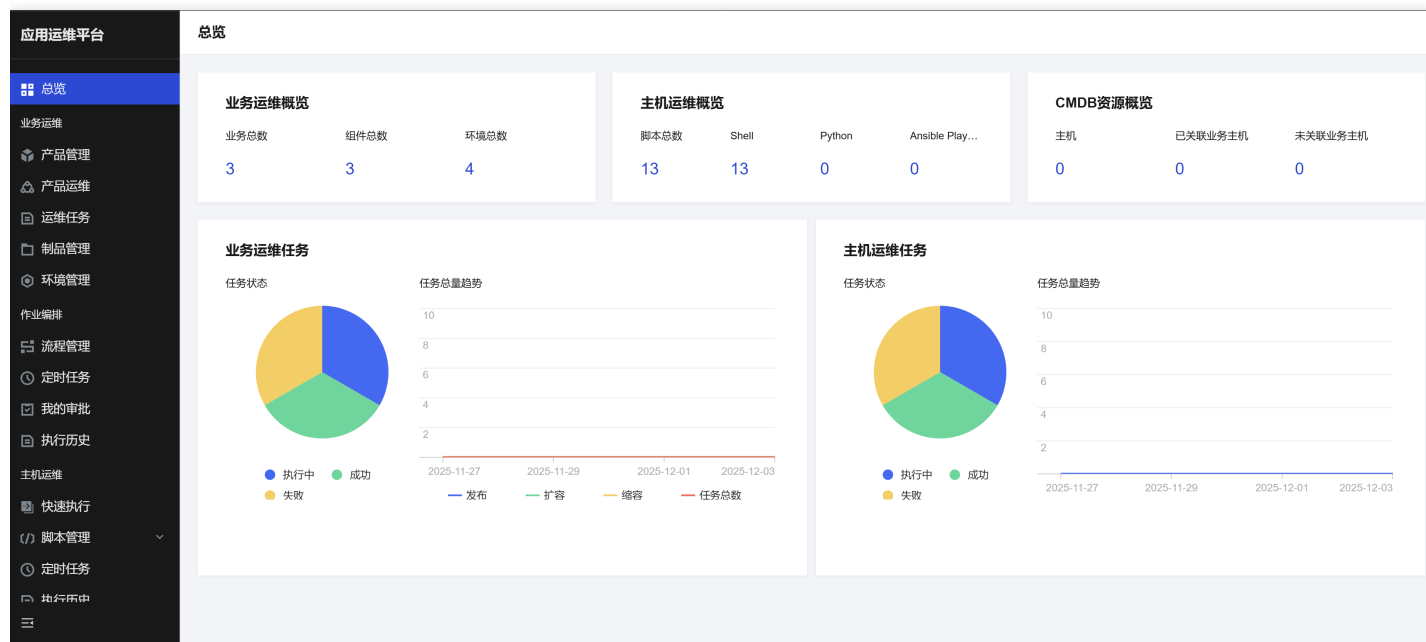 应用运维平台
总览
业务运维
产品管理
产品运维
运维任务
制品管理
环境管理
作业编排
流程管理
定时任务
我的审批
执行历史
主机运维
快速执行
脚本管理
定时任务
执行历史
总览
业务运维概览
业务总数 组件总数 环境总数
3 3 4
主机运维概览
脚本总数 Shell Python Ansible Play...
13 13 0 0
CMDB资源概览
主机 已关联业务主机 未关联业务主机
0 0 0
业务运维任务
任务状态
执行中 成功
失败
任务总量趋势
10
8
6
4
2
2025-11-27 2025-11-29 2025-12-01 2025-12-03
发布 扩容 缩容 任务总数
主机运维任务
任务状态
执行中 成功
失败
任务总量趋势
10
8
6
4
2
2025-11-27 2025-11-29 2025-12-01 2025-12-03